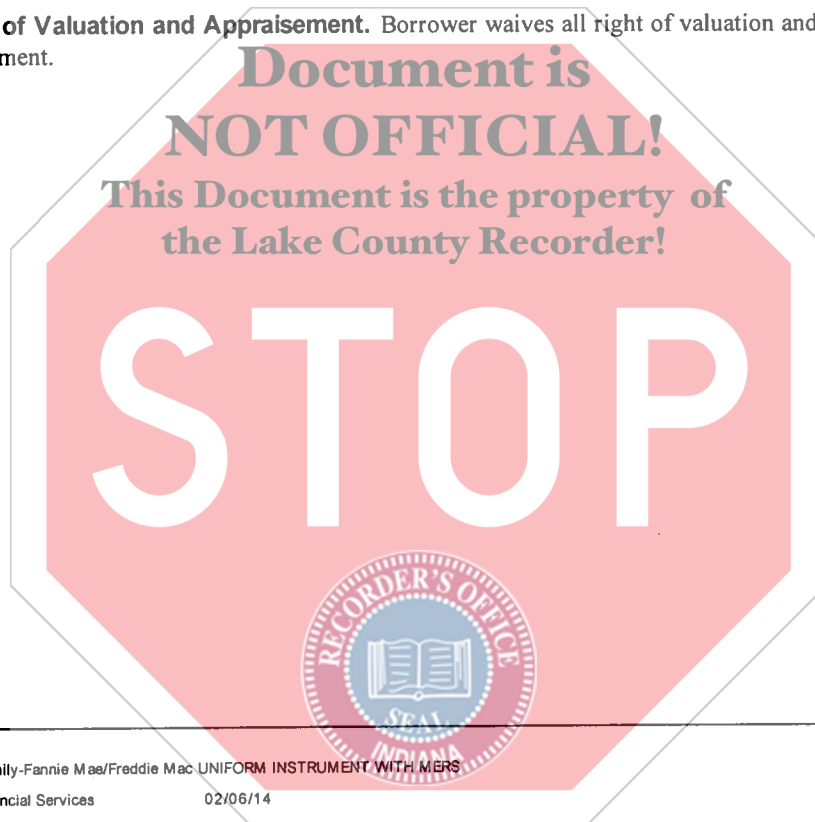 of Valuation and Appraisement. Borrower waives all right of valuation and
ment.
Document is
NOT OFFICIAL!
This Document is the property of
the Lake County Recorder!
STOP
RECORDER'S OFFICE
SEAL
INDIANA
ily-Fannie Mae/Freddie Mac UNIFORM INSTRUMENT WITH MERS
ncial Services 02/06/14